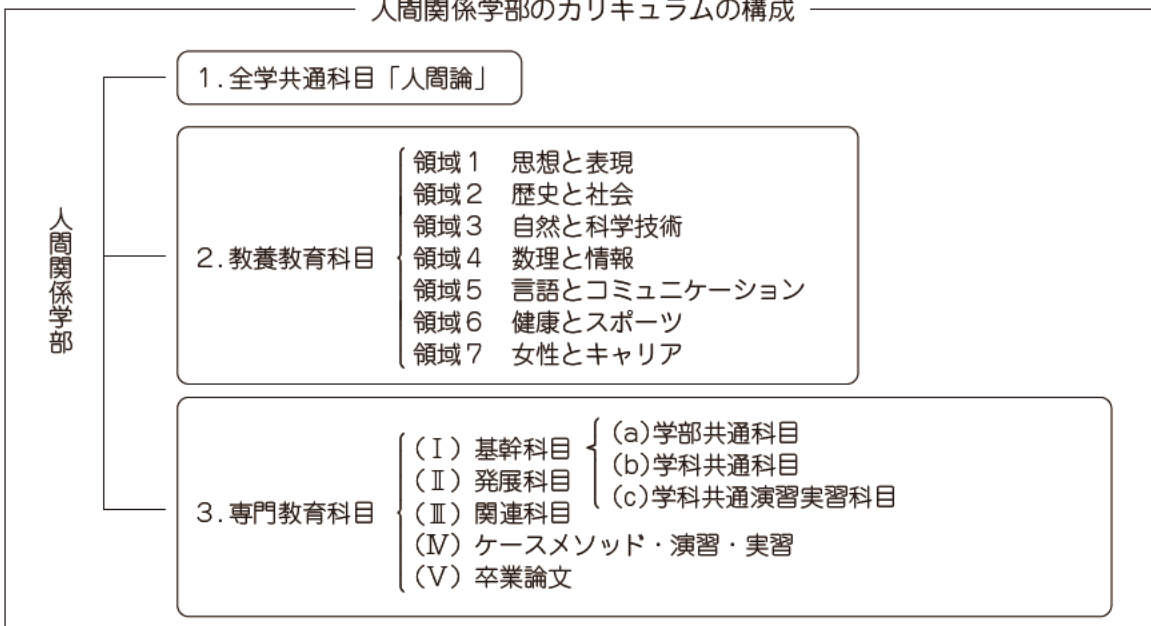 人間関係学部のカリキュラムの構成
人間関係学部
1.全学共通科目「人間論」
2.教養教育科目
領域1 思想と表現
領域2 歴史と社会
領域3 自然と科学技術
領域4 数理と情報
領域5 言語とコミュニケーション
領域6 健康とスポーツ
領域7 女性とキャリア
3.専門教育科目
(Ⅰ) 基幹科目
(a)学部共通科目
(b)学科共通科目
(c)学科共通演習実習科目
(Ⅱ) 発展科目
(Ⅲ) 関連科目
(Ⅳ) ケースメソッド・演習・実習
(Ⅴ) 卒業論文